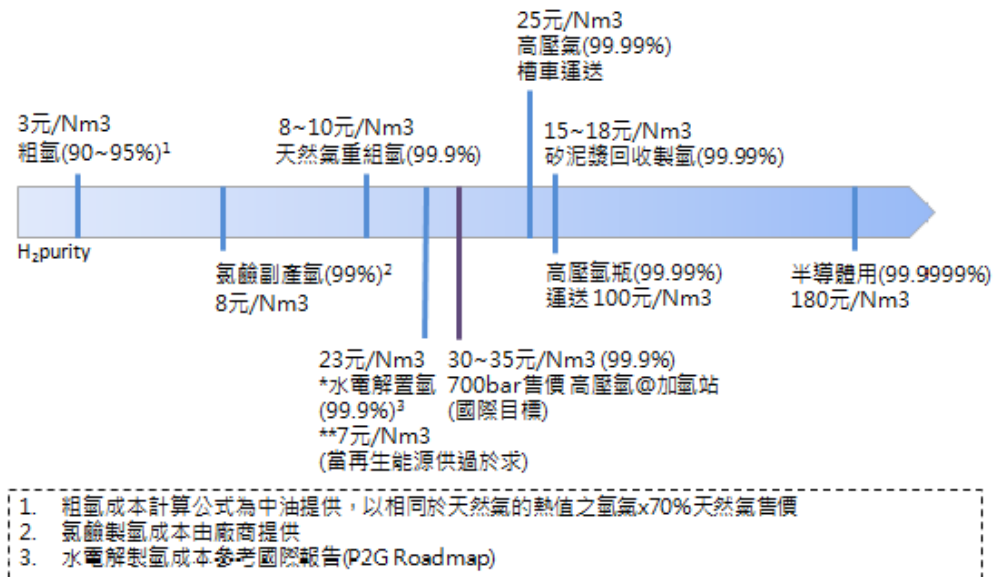 25元/Nm3
高壓氣(99.99%)
槽車運送
3元/Nm3
粗氫(90~95%)1
8~10元/Nm3
天然氣重組氫(99.9%)
15~18元/Nm3
矽泥漿回收製氫(99.99%)
H2purity
氯鹼副產氫(99%)2
8元/Nm3
高壓氫瓶(99.99%)
運送 100元/Nm3
半導體用(99.9999%)
180元/Nm3
23元/Nm3
*水電解置氫
(99.9%)3
**7元/Nm3
(當再生能源供過於求)
30~35元/Nm3 (99.9%)
700bar售價 高壓氫@加氫站
(國際目標)
1. 粗氫成本計算公式為中油提供，以相同於天然氣的熱值之氫氣x70%天然氣售價
2. 氯鹼製氫成本由廠商提供
3. 水電解製氫成本參考國際報告(P2G Roadmap)